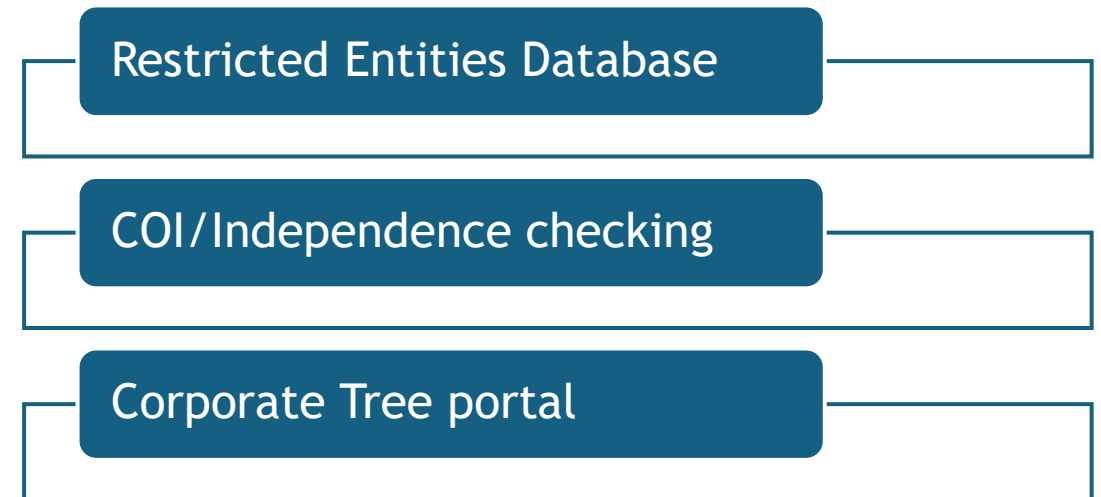 Restricted Entities Database
COI/Independence checking
Corporate Tree portal